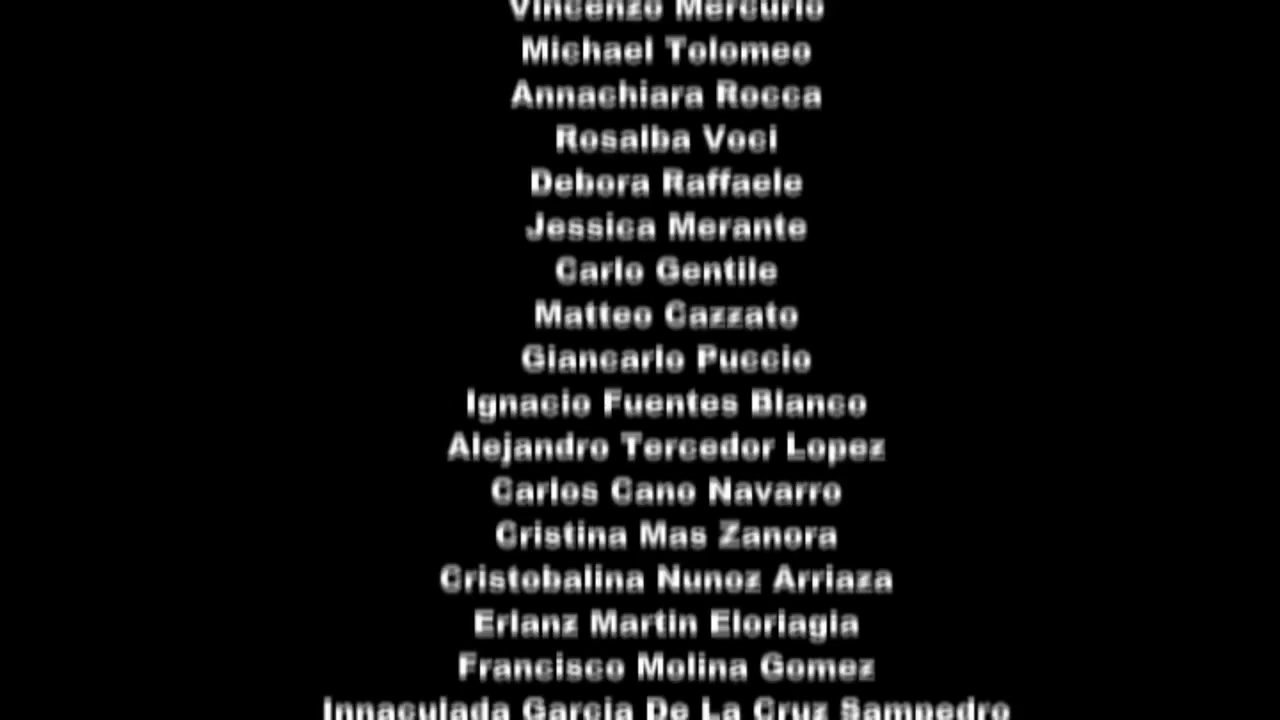 Vincenzo Mercurio
Michael Tolomeo
Annachiara Rocca
Rosalba Voci
Debora Raffaele
Jessica Merante
Carlo Gentile
Matteo Cazzato
Giancarlo Puccio
Ignacio Fuentes Blanco
Alejandro Tercedor Lopez
Carlos Cano Navarro
Cristina Mas Zanora
Cristobalina Nunoz Arriaza
Erlanz Martin Eloriagia
Francisco Molina Gomez
Innaculada Garcia De La Cruz Sampedro